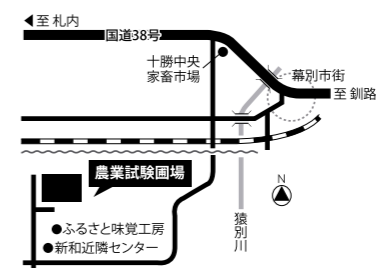 ◀至 札内
国道38号
十勝中央
家畜市場
幕別市街
至 釧路
農業試験圃場
N
●ふるさと味覚工房
●新和近隣センター
猿別川